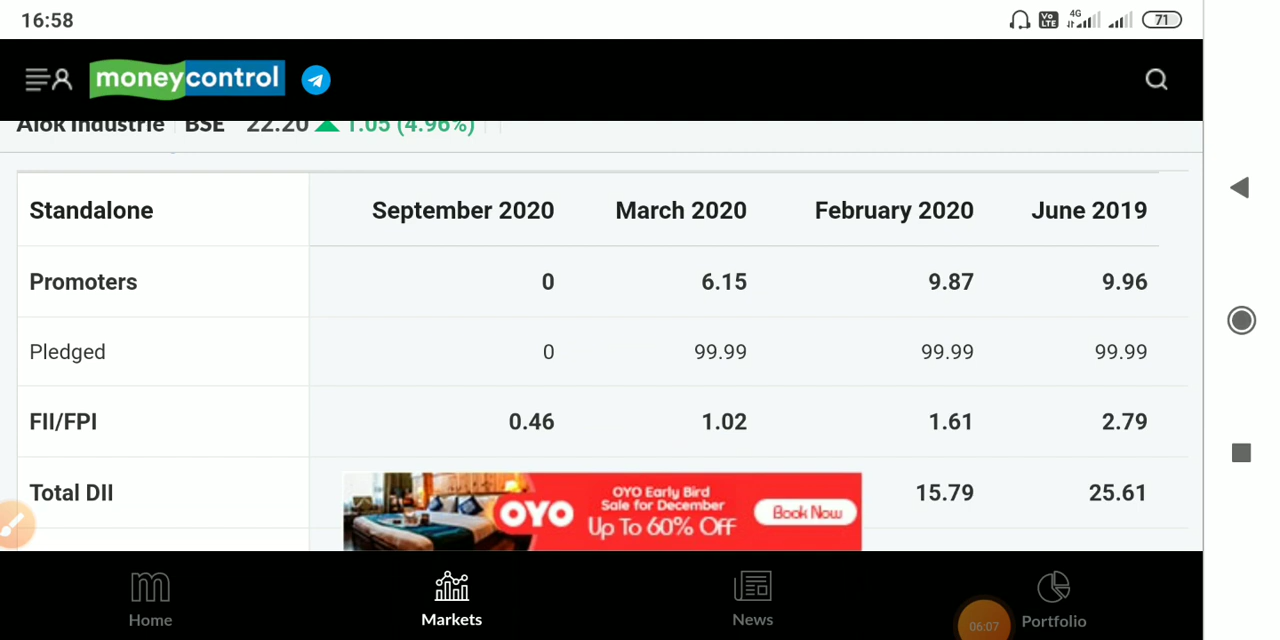 16:58
Vo LTE 4G 71
moneycontrol
Alok Industrie BSE 22.20 1.05 (4.96%)
Standalone September 2020 March 2020 February 2020 June 2019
Promoters 0 6.15 9.87 9.96
Pledged 0 99.99 99.99 99.99
FII/FPI 0.46 1.02 1.61 2.79
Total DII 15.79 25.61
OYO
OYO Early Bird
Sale for December
Up To 60% Off
Book Now
Home Markets News Portfolio
06:07